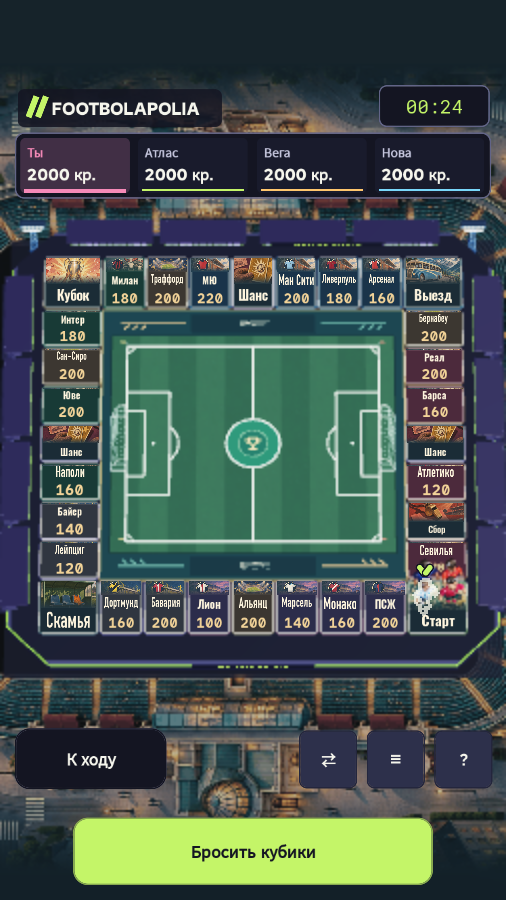 FOOTBOLAPOLIA
00:24
Ты
2000 кр.
Атлас
2000 кр.
Вега
2000 кр.
Нова
2000 кр.
Кубок
Милан
180
Траффорд
200
МЮ
220
Шанс
Ман Сити
200
Ливерпуль
180
Арсенал
160
Выезд
Интер
180
Бернабеу
200
Сан-Сиро
200
Реал
200
Юве
200
Барса
160
Шанс
Шанс
Наполи
160
Атлетико
120
Байер
140
Сбор
Лейпциг
120
Севилья
Скамья
Дортмунд
160
Бавария
200
Лион
100
Альянц
200
Марсель
140
Монако
160
ПСЖ
200
Старт
К ходу
?
Бросить кубики